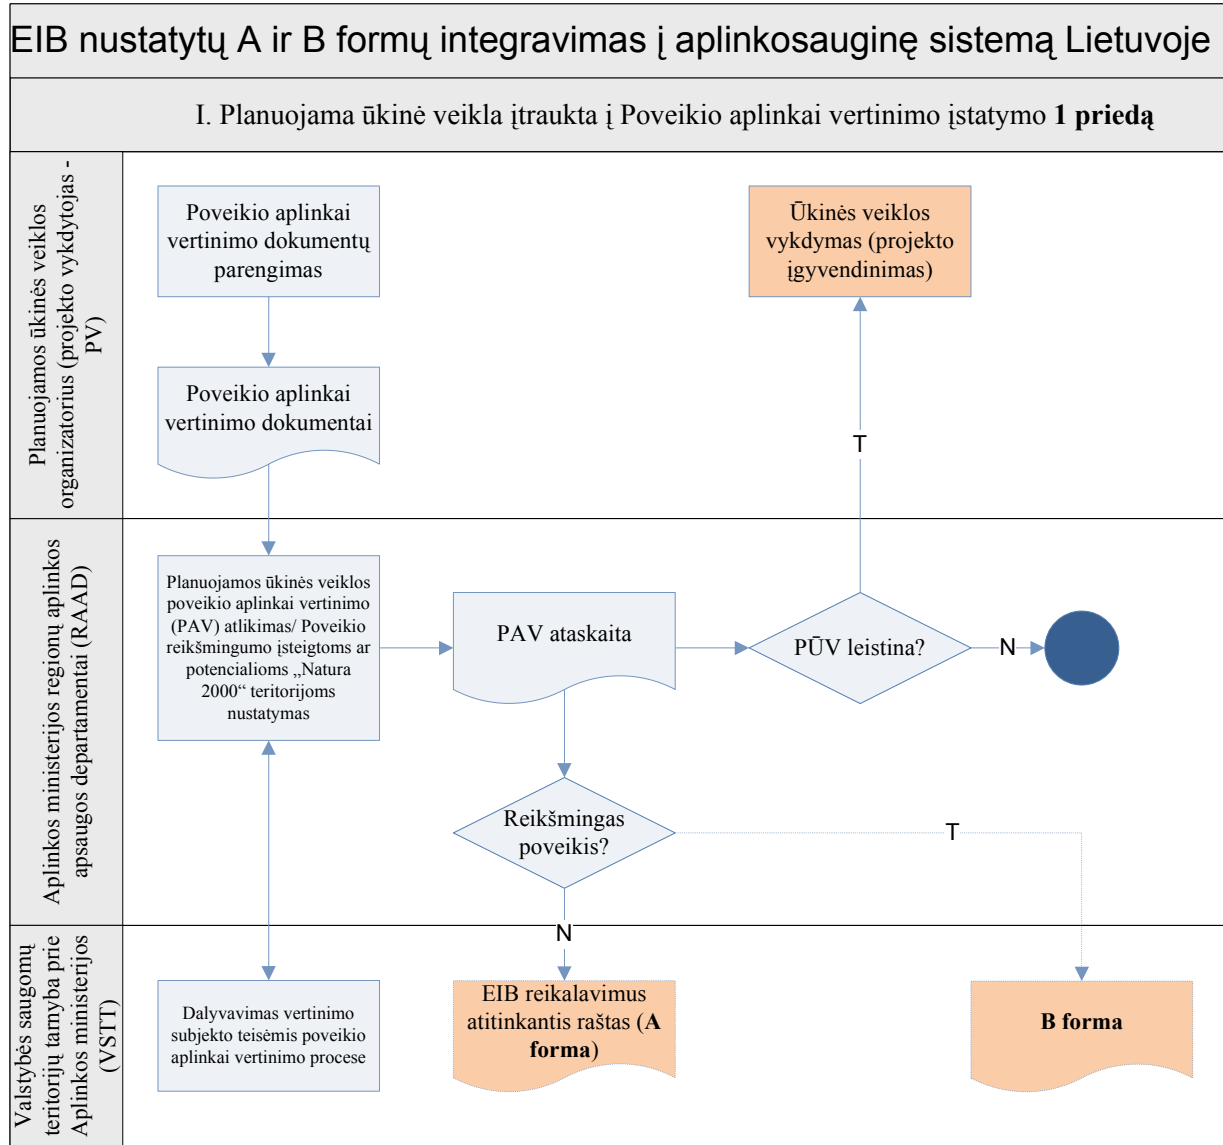 EIB nustatytų A ir B formų integravimas į aplinkosauginę sistemą Lietuvoje
I. Planuojama ūkinė veikla įtraukta į Poveikio aplinkai vertinimo įstatymo 1 priedą
Planuojamos ūkinės veiklos
organizatorius (projekto vykdytojas -
PV)
Poveikio aplinkai
vertinimo dokumentų
parengimas
Ūkinės veiklos
vykdymas (projekto
įgyvendinimas)
Poveikio aplinkai
vertinimo dokumentai
T
Aplinkos ministerijos regionų aplinkos
apsaugos departamentai (RAAD)
Planuojamos ūkinės veiklos
poveikio aplinkai vertinimo
(PAV) atlikimas/ Poveikio
reikšmingumo įsteigtoms ar
potencialioms „Natura
2000“ teritorijoms
nustatymas
PAV ataskaita
PŪV leistina?
N
Reikšmingas
poveikis?
T
N
Valstybės saugomų
teritorijų tarnyba prie
Aplinkos ministerijos
(VSTT)
Dalyvavimas vertinimo
subjekto teisėmis poveikio
aplinkai vertinimo procese
EIB reikalavimus
atitinkantis raštas (A
forma)
B forma